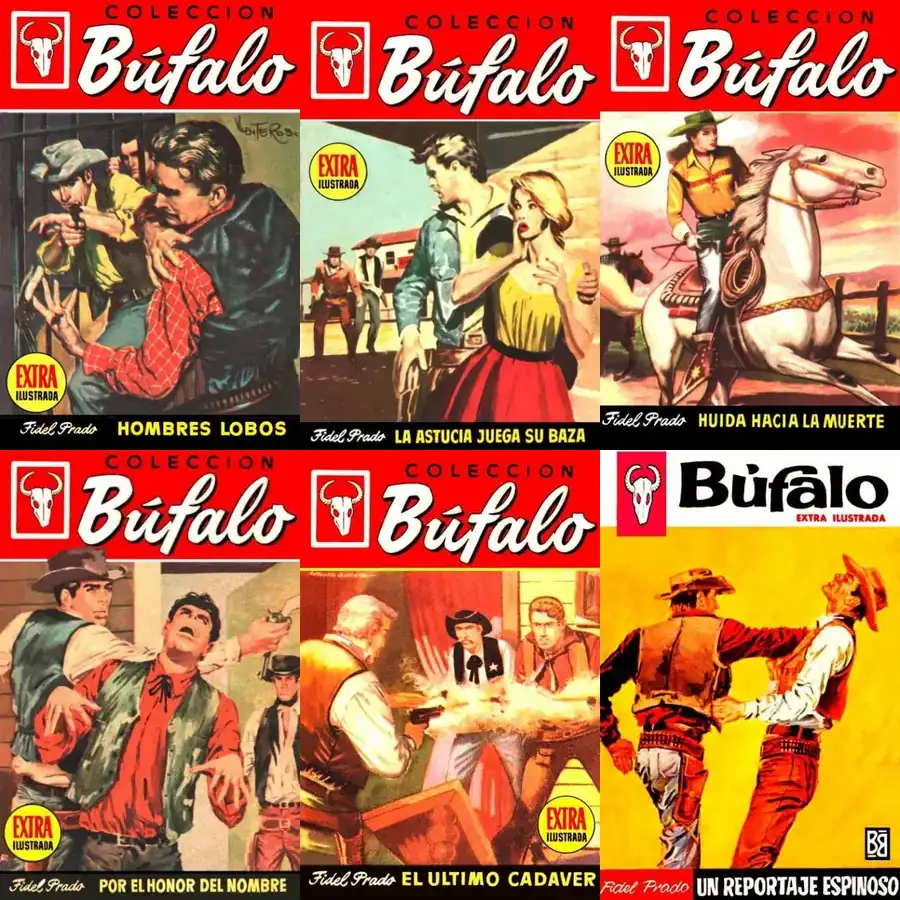 COLECCION
Búfalo
EXTRA
ILUSTRADA
Fidel Prado HOMBRES LOBOS
COLECCION
Búfalo
EXTRA
ILUSTRADA
Fidel Prado LA ASTUCIA JUEGA SU BAZA
COLECCION
Búfalo
EXTRA
ILUSTRADA
Fidel Prado HUIDA HACIA LA MUERTE
COLECCION
Búfalo
EXTRA
ILUSTRADA
Fidel Prado POR EL HONOR DEL NOMBRE
COLECCION
Búfalo
EXTRA
ILUSTRADA
Fidel Prado EL ULTIMO CADAVER
Búfalo
EXTRA ILUSTRADA
Fidel Prado UN REPORTAJE ESPINOSO